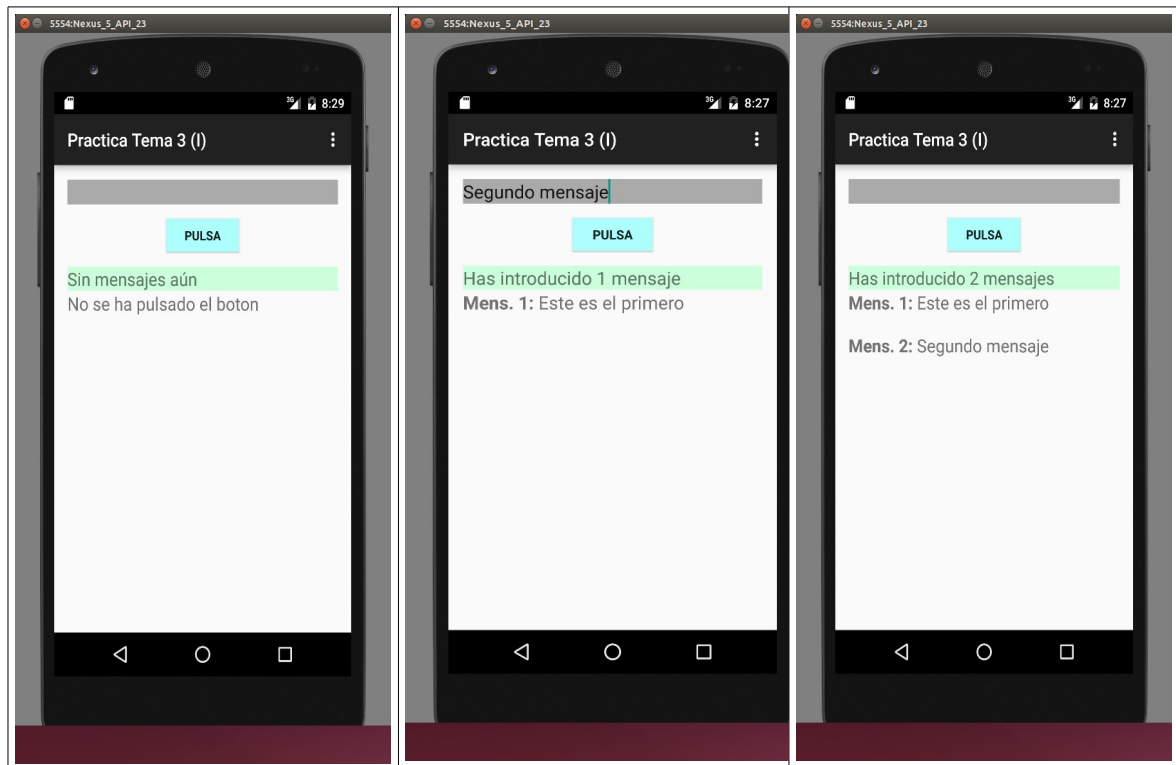 5554:Nexus_5_API_23
3G 8:29
Practica Tema 3 (I)
PULSA
Sin mensajes aún
No se ha pulsado el boton
5554:Nexus_5_API_23
3G 8:27
Practica Tema 3 (I)
Segundo mensaje
PULSA
Has introducido 1 mensaje
Mens. 1: Este es el primero
5554:Nexus_5_API_23
3G 8:27
Practica Tema 3 (I)
PULSA
Has introducido 2 mensajes
Mens. 1: Este es el primero
Mens. 2: Segundo mensaje